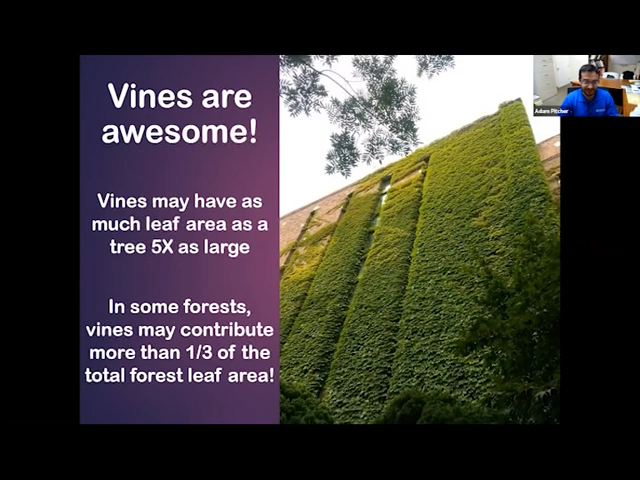 Vines are
awesome!
Vines may have as
much leaf area as a
tree 5X as large
In some forests,
vines may contribute
more than 1/3 of the
total forest leaf area!
Adam Pitcher